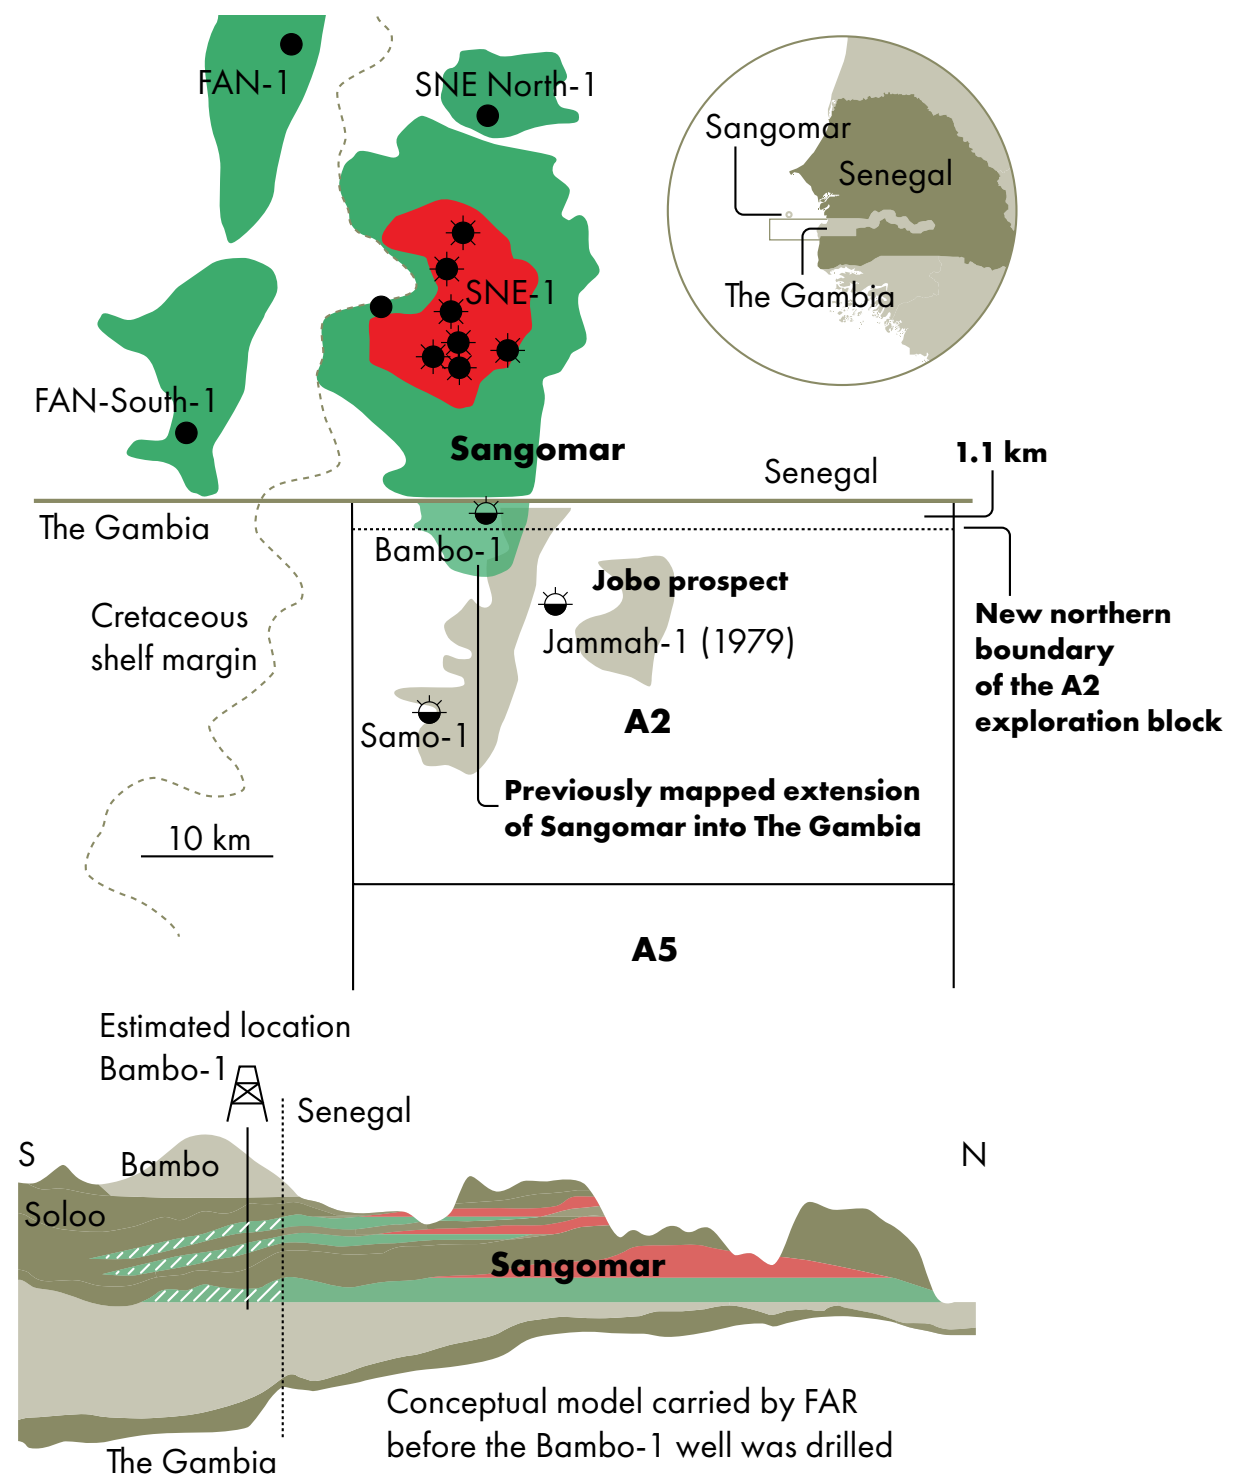 FAN-1
SNE North-1
Sangomar
Senegal
The Gambia
SNE-1
FAN-South-1
Sangomar
Senegal
1.1 km
The Gambia
Bambo-1
Jobo prospect
Jammah-1 (1979)
Cretaceous
shelf margin
New northern
boundary
of the A2
exploration block
A2
Samo-1
Previously mapped extension
of Sangomar into The Gambia
10 km
A5
Estimated location
Bambo-1
Senegal
S
N
Bambo
Soloo
Sangomar
Conceptual model carried by FAR
before the Bambo-1 well was drilled
The Gambia